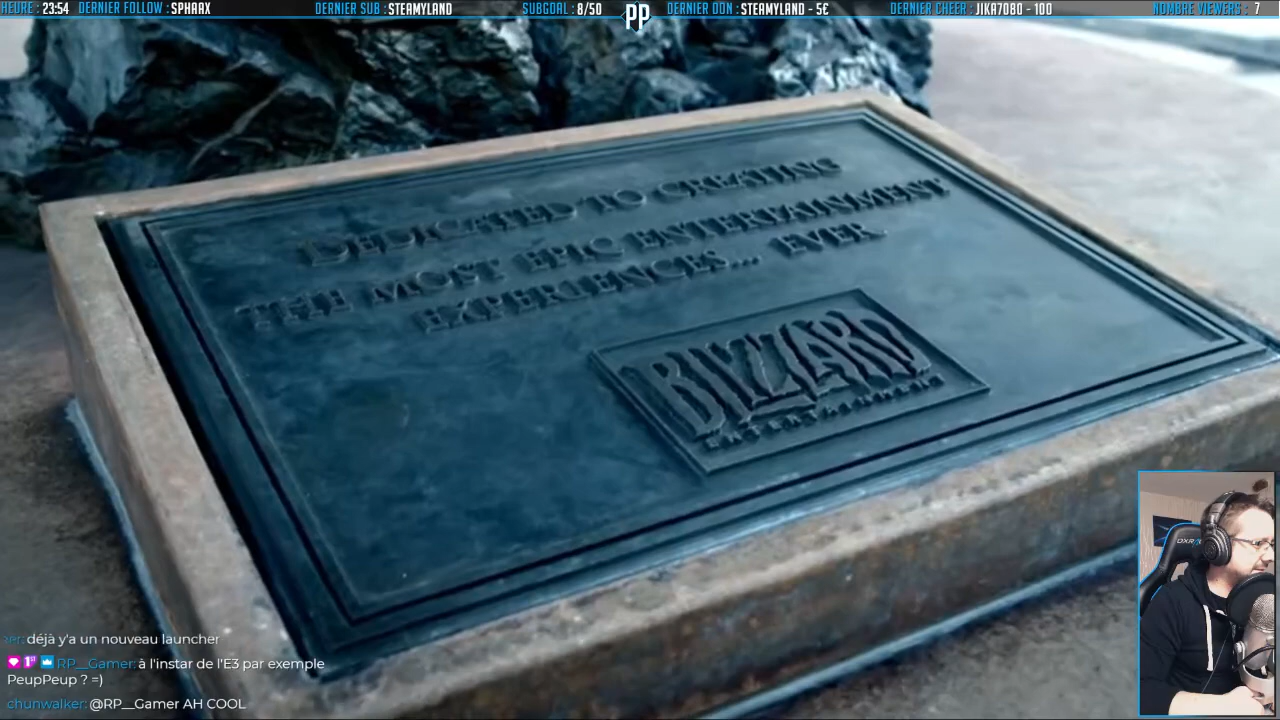 HEURE : 23:54 DERNIER FOLLOW : SPHAAX DERNIER SUB : STEAMYLAND SUBGOAL : 8/50 PP DERNIER DON : STEAMYLAND - 5€ DERNIER CHEER : JIKA7080 - 100 NOMBRE VIEWERS : 7
DEDICATED TO CREATING
THE MOST EPIC ENTERTAINMENT
EXPERIENCES... EVER.
BLIZZARD
ENTERTAINMENT
déjà y'a un nouveau launcher
RP__Gamer: à l'instar de l'E3 par exemple
PeupPeup ? =)
chunwalker: @RP__Gamer AH COOL